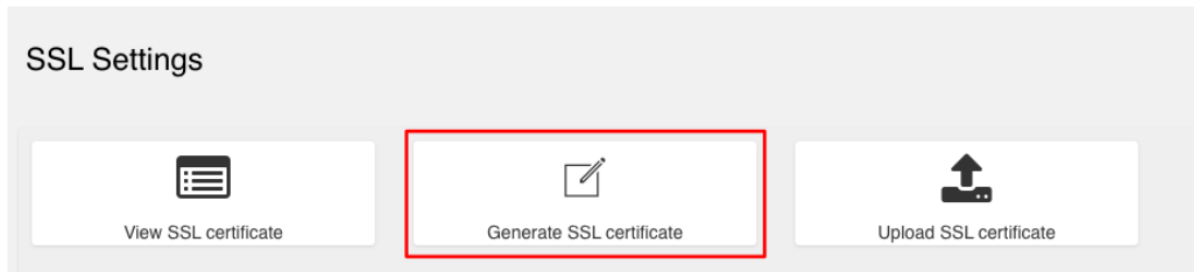 SSL Settings
View SSL certificate
Generate SSL certificate
Upload SSL certificate